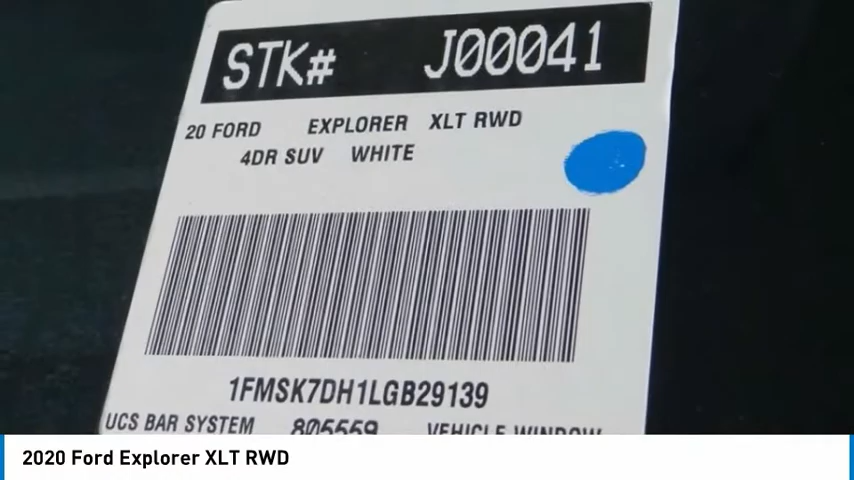 STK# J00041
20 FORD EXPLORER XLT RWD
4DR SUV WHITE
1FMSK7DH1LGB29139
UCS BAR SYSTEM 805559 VEHICLE WINDOW
2020 Ford Explorer XLT RWD